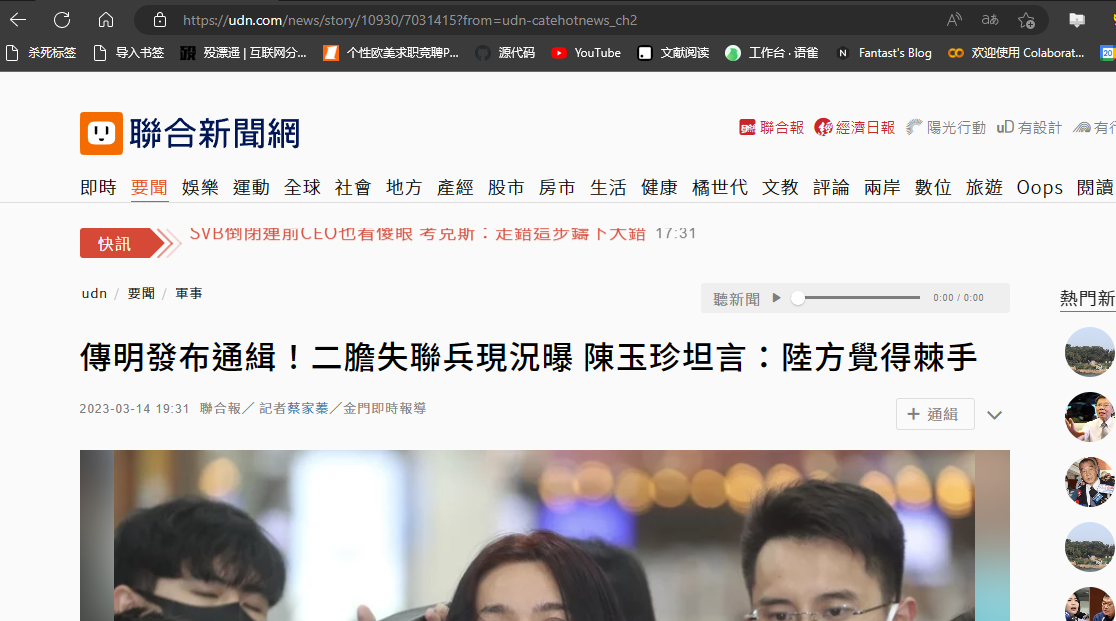 https://udn.com/news/story/10930/7031415?from=udn-catehotnews_ch2
杀死标签 导入书签 残漂遥 | 互联网分... 个性欧美求职竞聘P... 源代码 YouTube 文献阅读 工作台 · 语雀 Fantast's Blog 欢迎使用 Colaborat...
聯合新聞網
聯合報 經濟日報 陽光行動 uD 有設計 有行
即時 要聞 娛樂 運動 全球 社會 地方 產經 股市 房市 生活 健康 橘世代 文教 評論 兩岸 數位 旅遊 Oops 閱讀
快訊 SVB倒閉連前CEO也看傻眼 考克斯：走錯這步鑄下大錯 17:31
udn / 要聞 / 軍事
聽新聞 0:00 / 0:00
熱門新
傳明發布通緝！二膽失聯兵現況曝 陳玉珍坦言：陸方覺得棘手
2023-03-14 19:31 聯合報／ 記者蔡家蓁／金門即時報導
+ 通緝